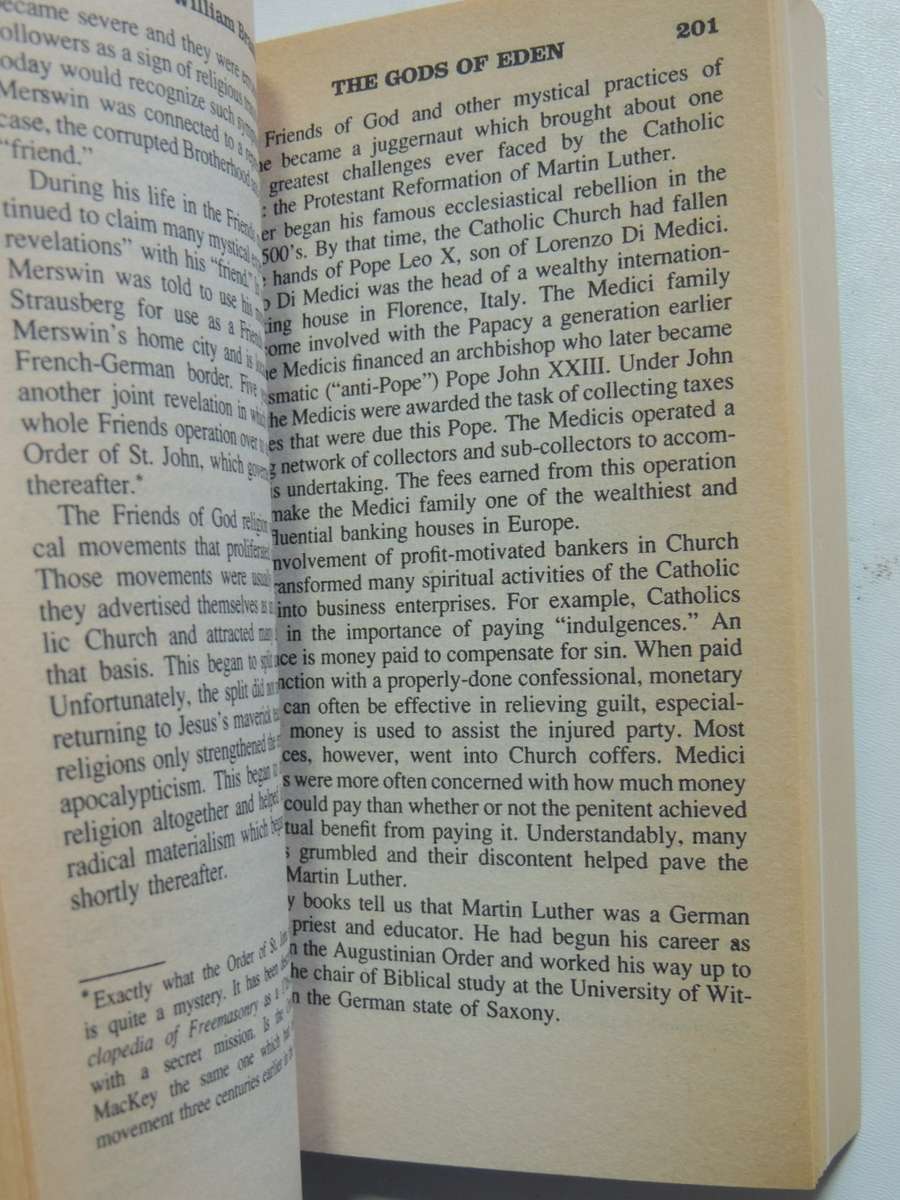 William
became severe and they were
followers as a sign of religious
today would recognize such
Merswin was connected to a
case, the corrupted Brotherhood
“friend.”
During his life in the Friends
tinued to claim many mystical
revelations” with his “friend.”
Merswin was told to use his
Strausberg for use as a Friends
Merswin's home city and is
French-German border. Five
another joint revelation in which
whole Friends operation over
Order of St. John, which
thereafter.*
The Friends of God religion
cal movements that proliferated
Those movements were usually
they advertised themselves as
lic Church and attracted many
that basis. This began to split
Unfortunately, the split did not
returning to Jesus's maverick
religions only strengthened the
apocalypticism. This began to
religion altogether and helped
radical materialism which began
shortly thereafter.
*Exactly what the Order of St.
is quite a mystery. It has been
clopedia of Freemasonry as a
with a secret mission. Is the
MacKey the same one which
movement three centuries earlier
THE GODS OF EDEN 201
Friends of God and other mystical practices of
became a juggernaut which brought about one
greatest challenges ever faced by the Catholic
: the Protestant Reformation of Martin Luther.
er began his famous ecclesiastical rebellion in the
500's. By that time, the Catholic Church had fallen
hands of Pope Leo X, son of Lorenzo Di Medici.
o Di Medici was the head of a wealthy internation-
king house in Florence, Italy. The Medici family
come involved with the Papacy a generation earlier
he Medicis financed an archbishop who later became
smatic (“anti-Pope”) Pope John XXIII. Under John
he Medicis were awarded the task of collecting taxes
es that were due this Pope. The Medicis operated a
g network of collectors and sub-collectors to accom-
is undertaking. The fees earned from this operation
make the Medici family one of the wealthiest and
fluential banking houses in Europe.
nvolvement of profit-motivated bankers in Church
ansformed many spiritual activities of the Catholic
into business enterprises. For example, Catholics
in the importance of paying “indulgences.” An
nce is money paid to compensate for sin. When paid
nction with a properly-done confessional, monetary
can often be effective in relieving guilt, especial-
money is used to assist the injured party. Most
ces, however, went into Church coffers. Medici
s were more often concerned with how much money
could pay than whether or not the penitent achieved
tual benefit from paying it. Understandably, many
s grumbled and their discontent helped pave the
Martin Luther.
y books tell us that Martin Luther was a German
priest and educator. He had begun his career as
n the Augustinian Order and worked his way up to
he chair of Biblical study at the University of Wit-
n the German state of Saxony.